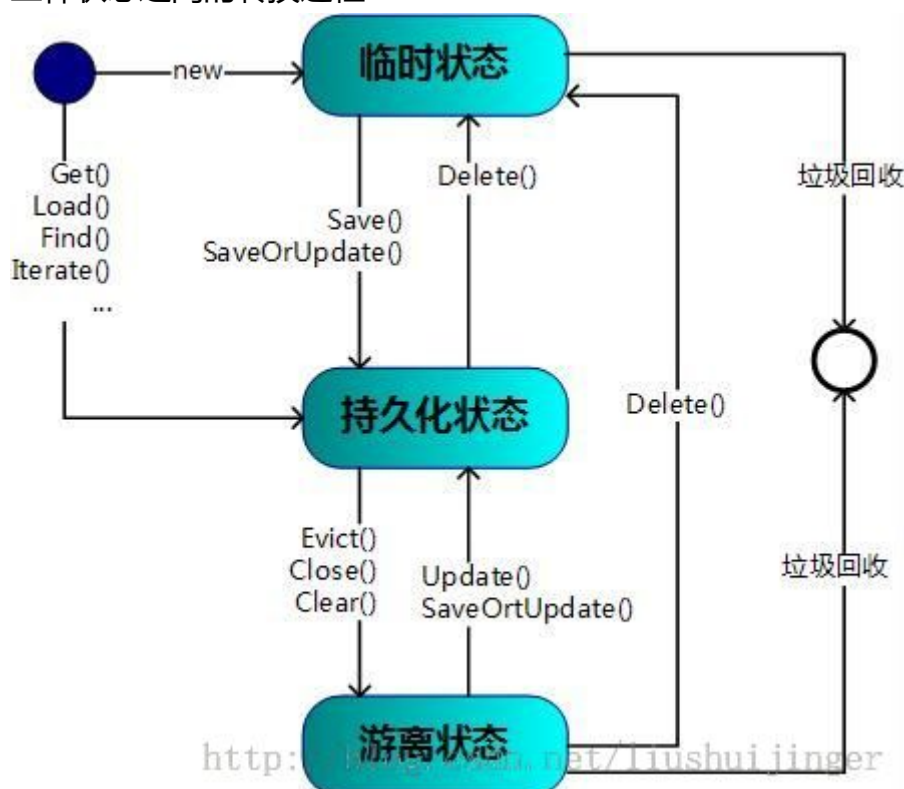 new
临时状态
Get()
Load()
Find()
Iterate()
...
Save()
SaveOrUpdate()
Delete()
垃圾回收
持久化状态
Delete()
Evict()
Close()
Clear()
Update()
SaveOrtUpdate()
垃圾回收
游离状态
http:
net/liushuijinger